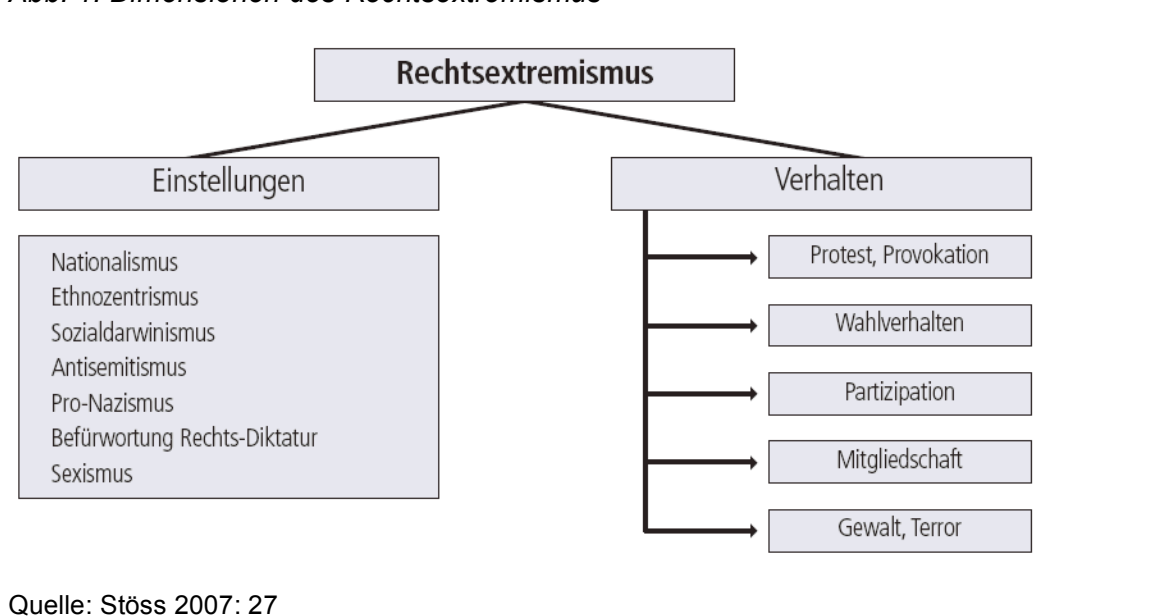 Abb. 1: Dimensionen des Rechtsextremismus
Rechtsextremismus
Einstellungen
Nationalismus
Ethnozentrismus
Sozialdarwinismus
Antisemitismus
Pro-Nazismus
Befürwortung Rechts-Diktatur
Sexismus
Verhalten
Protest, Provokation
Wahlverhalten
Partizipation
Mitgliedschaft
Gewalt, Terror
Quelle: Stöss 2007: 27